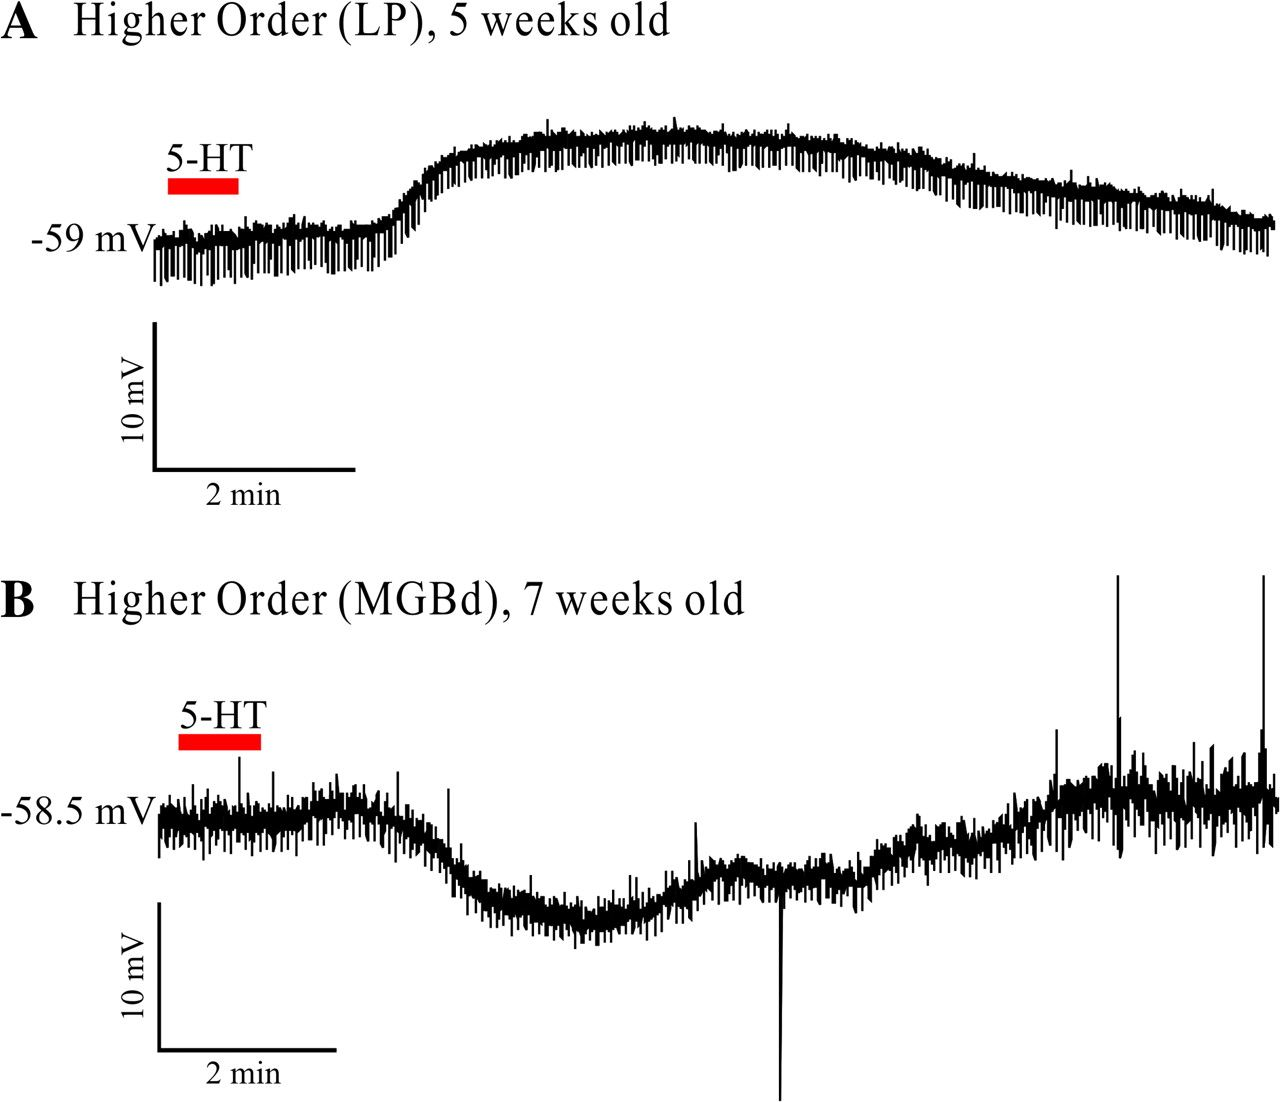 A Higher Order (LP), 5 weeks old
5-HT
-59 mV
10 mV
2 min
B Higher Order (MGBd), 7 weeks old
5-HT
-58.5 mV
10 mV
2 min